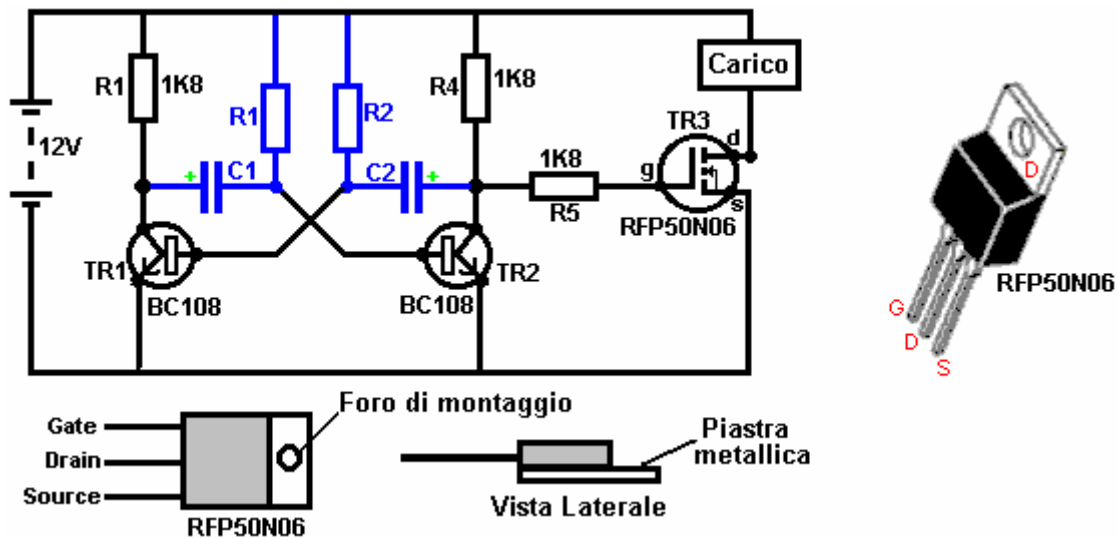 R1
1K8
R1
R2
R4
1K8
Carico
12V
+
C1
C2
+
TR3
d
1K8
g
s
R5
RFP50N06
TR1
BC108
TR2
BC108
D
RFP50N06
G
D
S
Foro di montaggio
Gate
Drain
Source
RFP50N06
Piastra
metallica
Vista Laterale